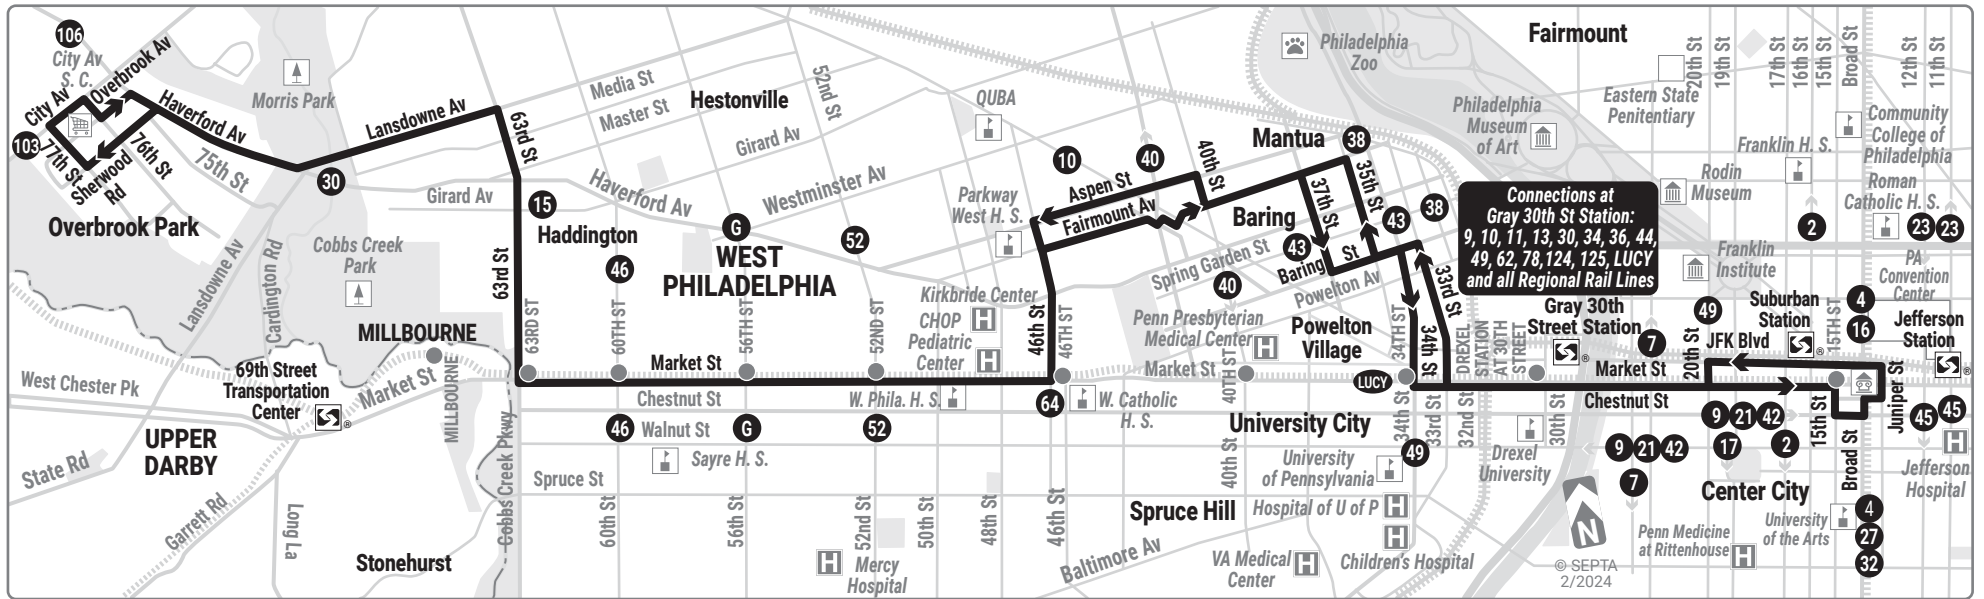 106
City Av
S. C.
Overbrook Av
City Av
103
77th St
Sherwood
Rd
76th St
Haverford Av
75th St
Overbrook Park
Morris Park
30
Lansdowne Av
Media St
Master St
Girard Av
63rd St
52nd St
Hestonville
Girard Av
Haverford Av
Westminster Av
15
Haddington
46
G
WEST
PHILADELPHIA
52
63rd St
Lansdowne Av
Cardington Rd
Cobbs Creek
Park
MILLBOURNE
MILLBOURNE
69th Street
Transportation
Center
®
West Chester Pk
Market St
UPPER
DARBY
State Rd
Garrett Rd
Long La
Stonehurst
Cobbs Creek Pkwy
63RD ST
60TH ST
56TH ST
52ND ST
46TH ST
40TH ST
34TH ST
Market St
Chestnut St
46
Walnut St
G
52
Sayre H. S.
Spruce St
60th St
56th St
52nd St
50th St
48th St
46th St
Mercy
Hospital
W. Phila. H. S.
64
W. Catholic
H. S.
Kirkbride Center
CHOP
Pediatric
Center
46th St
QUBA
Parkway
West H. S.
10
40
Aspen St
Fairmount Av
40th St
Mantua
38
35th St
37th St
Baring
43
43
38
Baring St
Spring Garden St
Powelton Av
40
Penn Presbyterian
Medical Center
Market St
Powelton
Village
33rd St
34th St
LUCY
University City
40th St
34th St
33rd St
32nd St
30th St
49
University
of Pennsylvania
Spruce Hill
Hospital of U of P
Baltimore Av
VA Medical
Center
Children's Hospital
Drexel
University
DREXEL
STATION
AT 30TH
STREET
Philadelphia
Zoo
Fairmount
Philadelphia
Museum
of Art
Connections at
Gray 30th St Station:
9, 10, 11, 13, 30, 34, 36, 44,
49, 62, 78,124, 125, LUCY
and all Regional Rail Lines
Gray 30th
Street Station
®
7
Market St
Chestnut St
Eastern State
Penitentiary
20th St
19th St
17th St
16th St
15th St
Broad St
12th St
11th St
Franklin H. S.
Rodin
Museum
Community
College of
Philadelphia
Roman
Catholic H. S.
2
23
23
Franklin
Institute
PA
Convention
Center
49
Suburban
Station
®
15TH ST
4
16
Jefferson
Station
®
20th St
JFK Blvd
Juniper St
15th St
Broad St
9
21
42
17
2
9
21
42
7
45
45
Jefferson
Hospital
Center City
N
Penn Medicine
at Rittenhouse
University
of the Arts
4
27
32
© SEPTA
2/2024